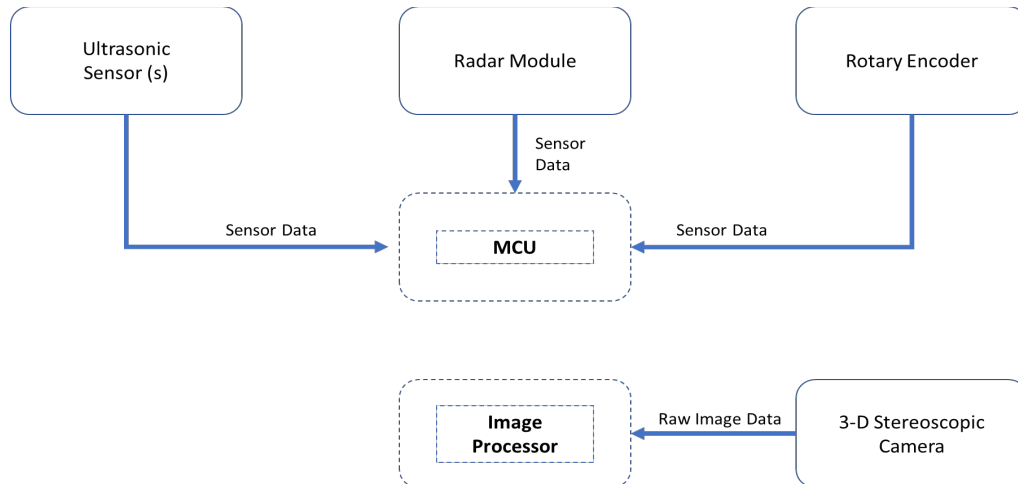 Ultrasonic
Sensor (s)
Radar Module
Rotary Encoder
Sensor
Data
Sensor Data
MCU
Sensor Data
Image
Processor
Raw Image Data
3-D Stereoscopic
Camera